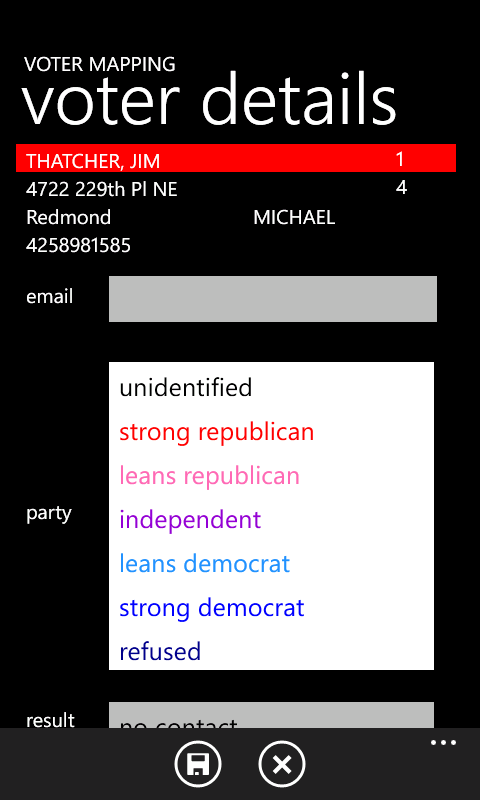 VOTER MAPPING
voter details
THATCHER, JIM 1
4722 229th Pl NE 4
Redmond MICHAEL
4258981585
email
unidentified
strong republican
leans republican
party
independent
leans democrat
strong democrat
refused
result no contact